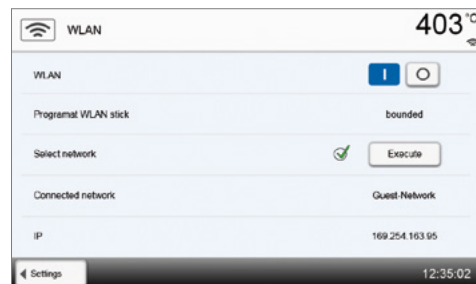 WLAN
403 °C
WLAN
I O
Programat WLAN stick bounded
Select network Execute
Connected network Guest-Network
IP 169.254.163.95
Settings 12:35:02